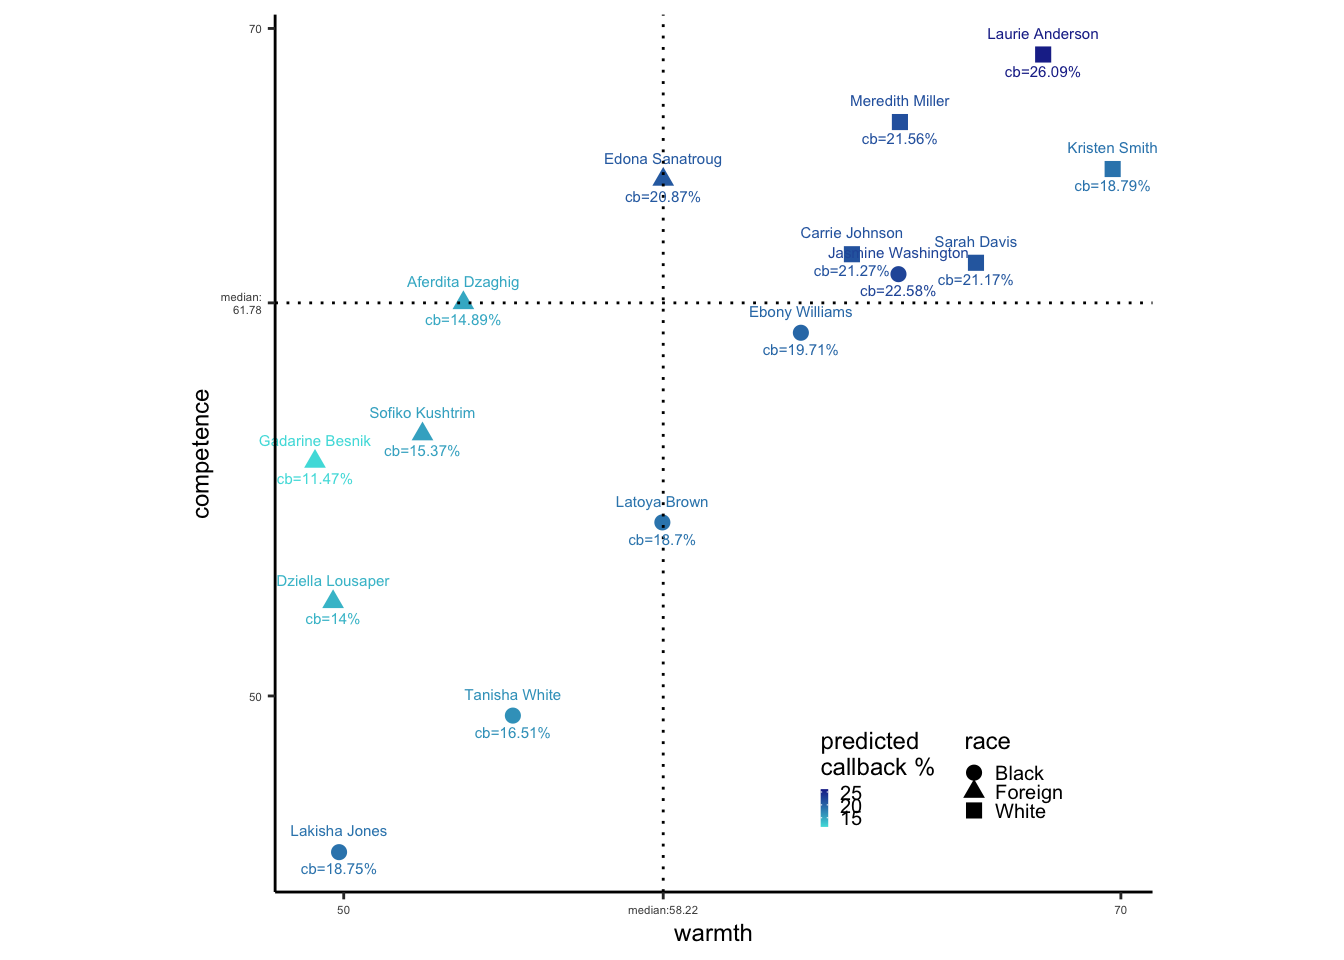 70
Laurie Anderson
cb=26.09%
Meredith Miller
cb=21.56%
Kristen Smith
cb=18.79%
Edona Sanatroug
cb=20.87%
Carrie Johnson
cb=21.27%
Jasmine Washington
cb=22.58%
Sarah Davis
cb=21.17%
Aferdita Dzaghig
cb=14.89%
median:
61.78
Ebony Williams
cb=19.71%
Sofiko Kushtrim
cb=15.37%
Gadarine Besnik
cb=11.47%
competence
Latoya Brown
cb=18.7%
Dziella Lousaper
cb=14%
50
Tanisha White
cb=16.51%
predicted
callback %
25
20
15
race
Black
Foreign
White
Lakisha Jones
cb=18.75%
50
median:58.22
70
warmth